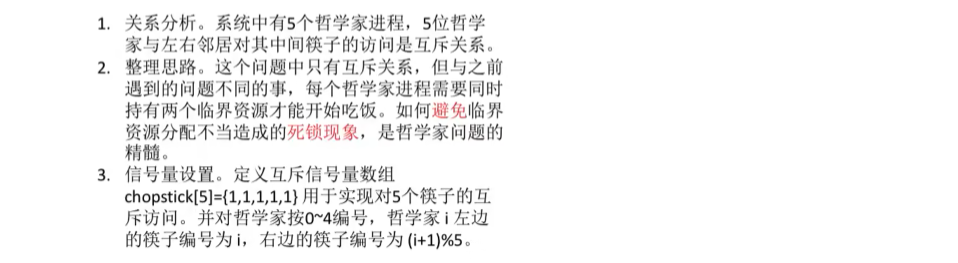 1. 关系分析。系统中有5个哲学家进程，5位哲学
家与左右邻居对其中间筷子的访问是互斥关系。
2. 整理思路。这个问题中只有互斥关系，但与之前
遇到的问题不同的事，每个哲学家进程需要同时
持有两个临界资源才能开始吃饭。如何避免临界
资源分配不当造成的死锁现象，是哲学家问题的
精髓。
3. 信号量设置。定义互斥信号量数组
chopstick[5]={1,1,1,1,1} 用于实现对5个筷子的互
斥访问。并对哲学家按0~4编号，哲学家 i 左边
的筷子编号为 i，右边的筷子编号为 (i+1)%5。